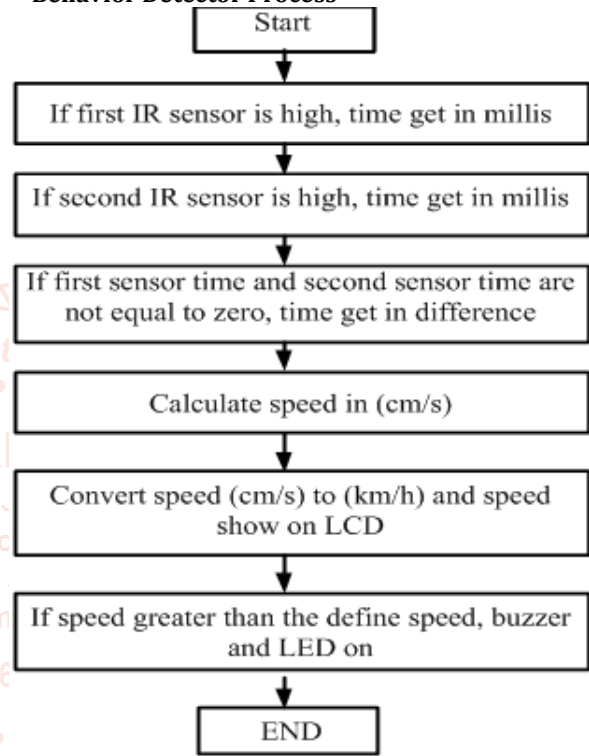 Behavior Detector Process
Start
If first IR sensor is high, time get in millis
If second IR sensor is high, time get in millis
If first sensor time and second sensor time are
not equal to zero, time get in difference
Calculate speed in (cm/s)
Convert speed (cm/s) to (km/h) and speed
show on LCD
If speed greater than the define speed, buzzer
and LED on
END